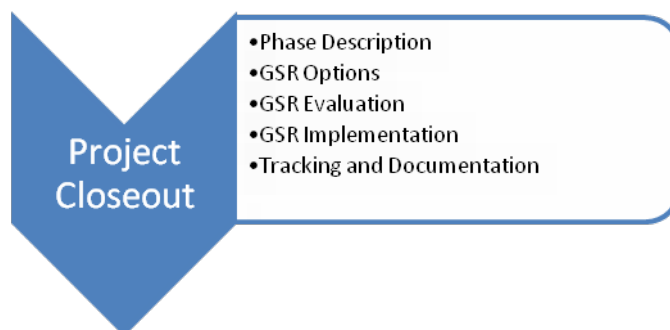 Project
Closeout
•Phase Description
•GSR Options
•GSR Evaluation
•GSR Implementation
•Tracking and Documentation